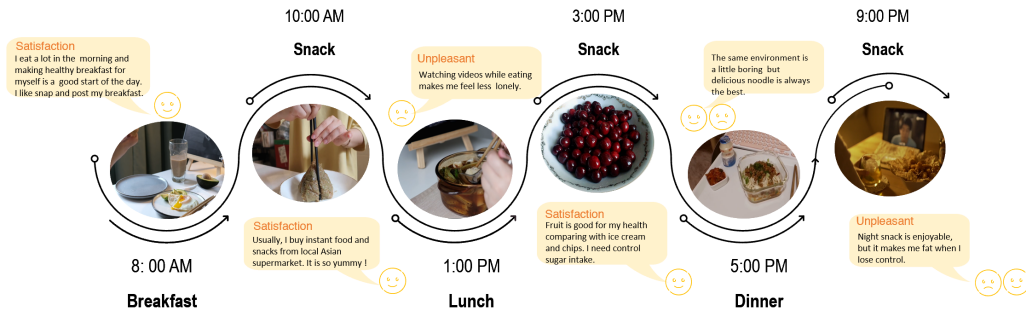 10:00 AM
Snack
3:00 PM
Snack
9:00 PM
Snack
Satisfaction
I eat a lot in the morning and
making healthy breakfast for
myself is a good start of the day.
I like snap and post my breakfast.
Unpleasant
Watching videos while eating
makes me feel less lonely.
The same environment is
a little boring but
delicious noodle is always
the best.
Satisfaction
Usually, I buy instant food and
snacks from local Asian
supermarket. It is so yummy !
Satisfaction
Fruit is good for my health
comparing with ice cream
and chips. I need control
sugar intake.
Unpleasant
Night snack is enjoyable,
but it makes me fat when I
lose control.
8: 00 AM
Breakfast
1:00 PM
Lunch
5:00 PM
Dinner